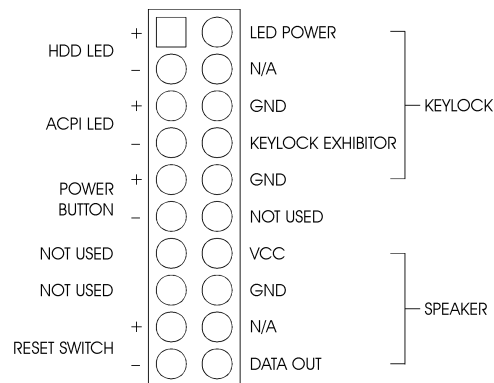 + LED POWER
HDD LED
− N/A
+ GND
KEYLOCK
ACPI LED
− KEYLOCK EXHIBITOR
+ GND
POWER
BUTTON
− NOT USED
NOT USED VCC
NOT USED GND
SPEAKER
+ N/A
RESET SWITCH
− DATA OUT